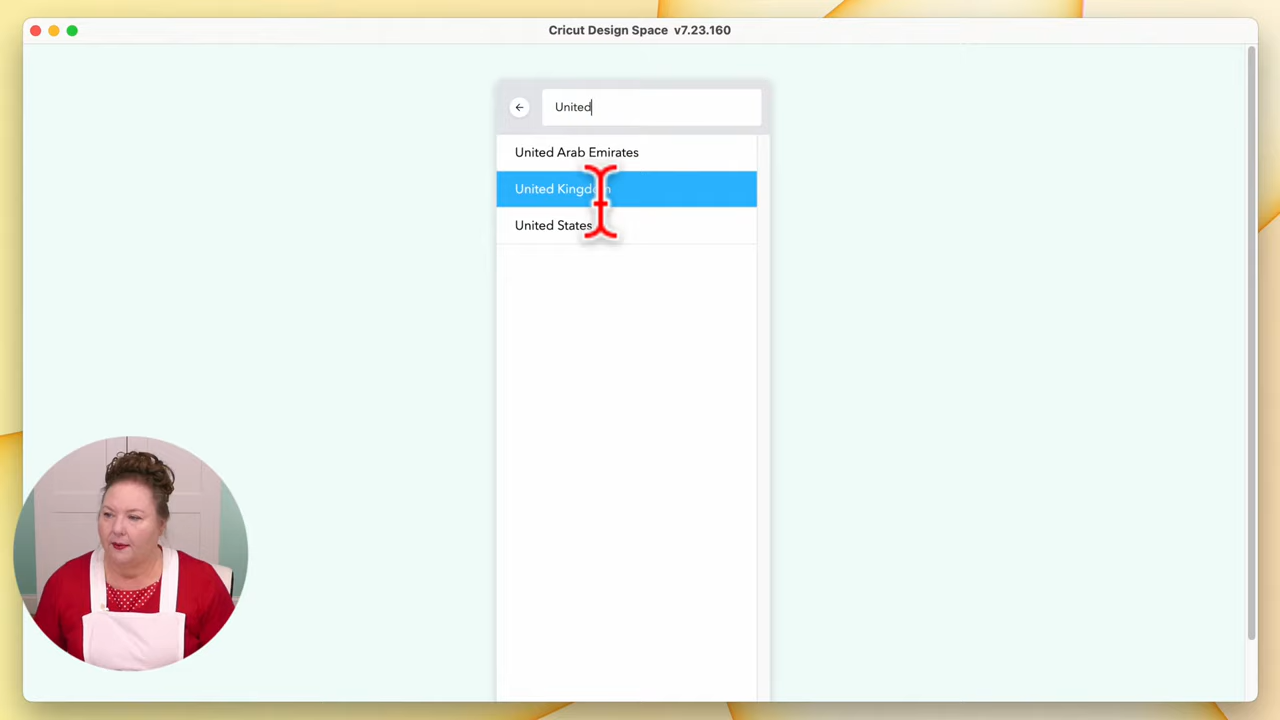 Cricut Design Space v7.23.160
United
United Arab Emirates
United Kingdom
United States